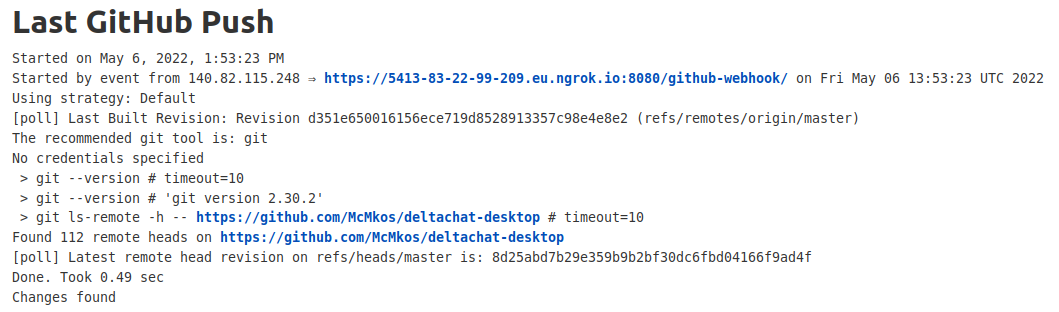 Last GitHub Push
Started on May 6, 2022, 1:53:23 PM
Started by event from 140.82.115.248 ⇒ https://5413-83-22-99-209.eu.ngrok.io:8080/github-webhook/ on Fri May 06 13:53:23 UTC 2022
Using strategy: Default
[poll] Last Built Revision: Revision d351e650016156ece719d8528913357c98e4e8e2 (refs/remotes/origin/master)
The recommended git tool is: git
No credentials specified
 > git --version # timeout=10
 > git --version # 'git version 2.30.2'
 > git ls-remote -h -- https://github.com/McMkos/deltachat-desktop # timeout=10
Found 112 remote heads on https://github.com/McMkos/deltachat-desktop
[poll] Latest remote head revision on refs/heads/master is: 8d25abd7b29e359b9b2bf30dc6fbd04166f9ad4f
Done. Took 0.49 sec
Changes found